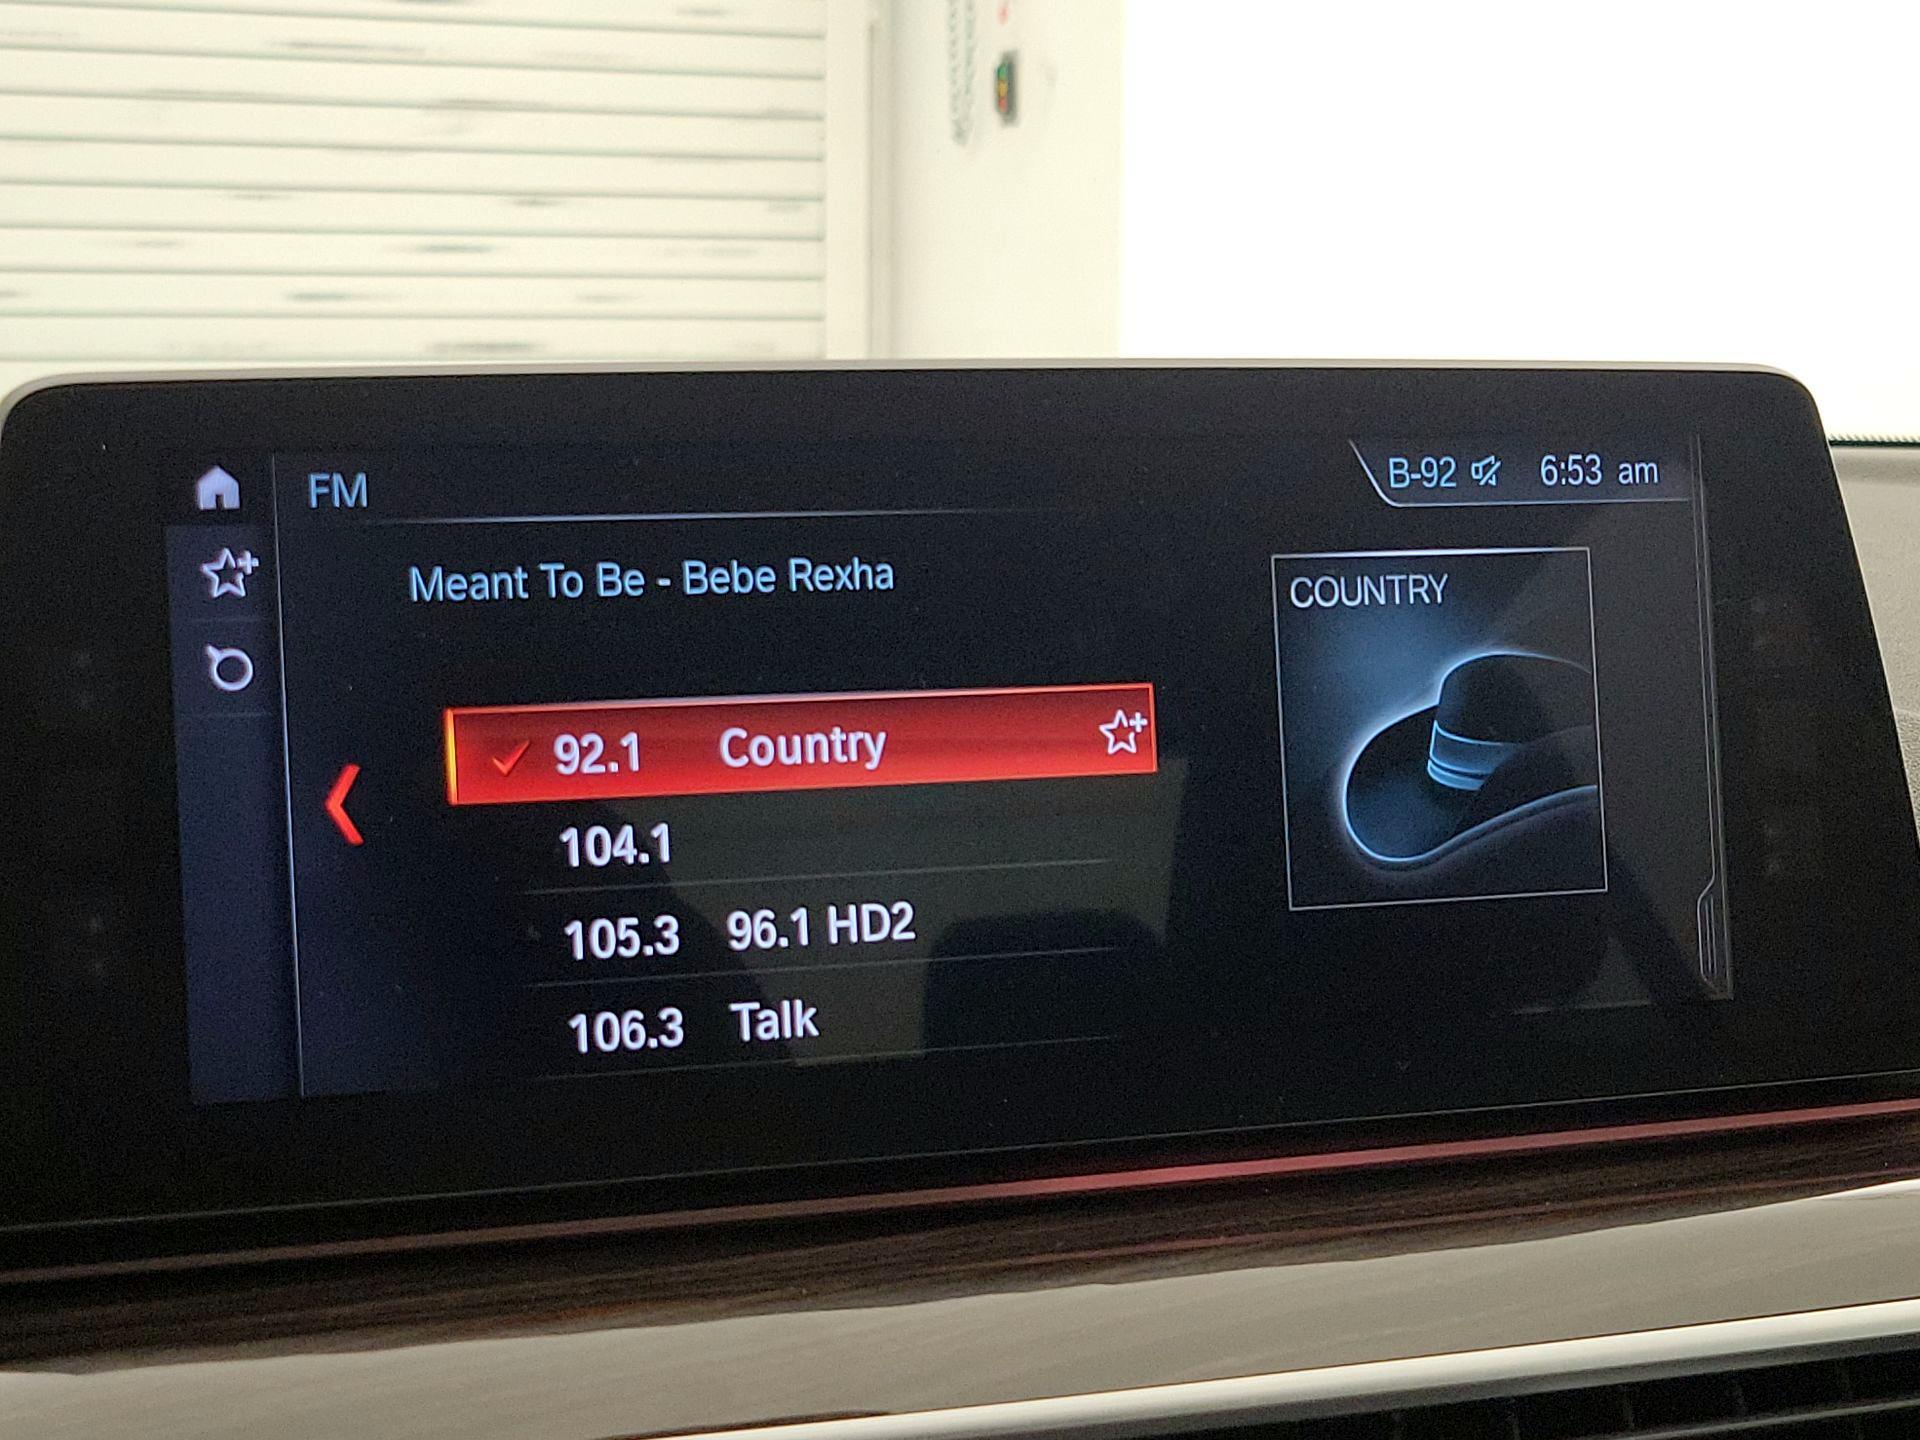 FM
B-92 6:53 am
Meant To Be - Bebe Rexha
COUNTRY
92.1 Country
104.1
105.3 96.1 HD2
106.3 Talk